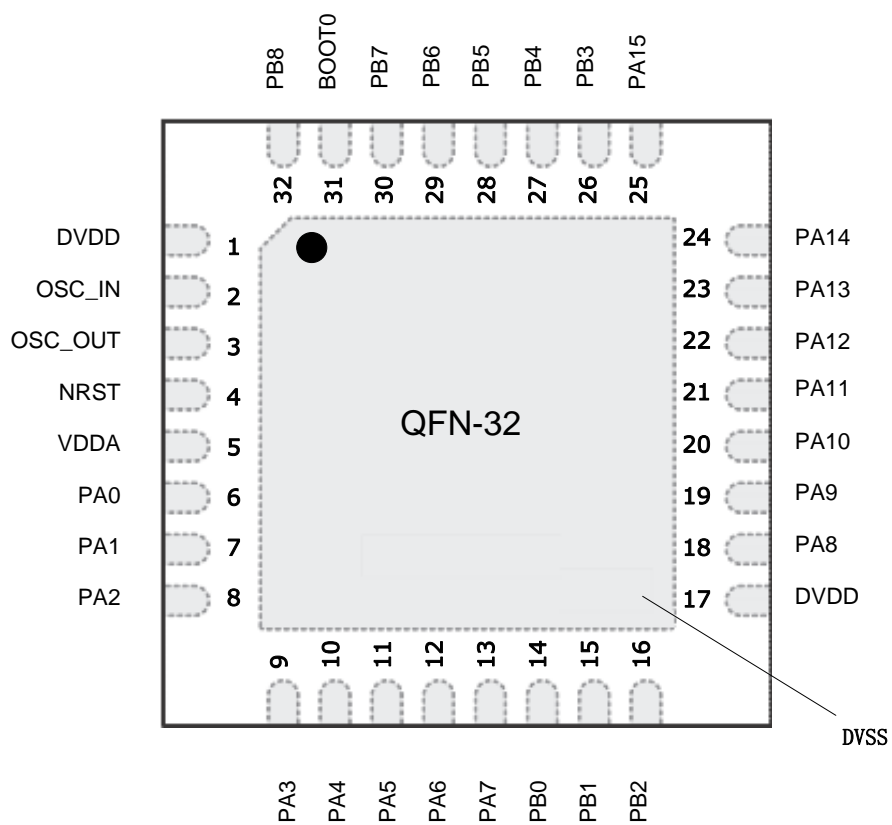 PB8 BOOT0 PB7 PB6 PB5 PB4 PB3 PA15
32 31 30 29 28 27 26 25
DVDD 1 24 PA14
OSC_IN 2 23 PA13
OSC_OUT 3 22 PA12
NRST 4 21 PA11
QFN-32
VDDA 5 20 PA10
PA0 6 19 PA9
PA1 7 18 PA8
PA2 8 17 DVDD
9 10 11 12 13 14 15 16
DVSS
PA3 PA4 PA5 PA6 PA7 PB0 PB1 PB2